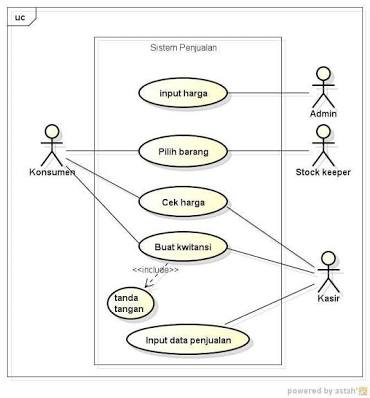 uc
Sistem Penjualan
input harga
Admin
Konsumen
Pilih barang
Stock keeper
Cek harga
Buat kwitansi
<<include>>
Kasir
tanda
tangan
Input data penjualan
powered by astah*